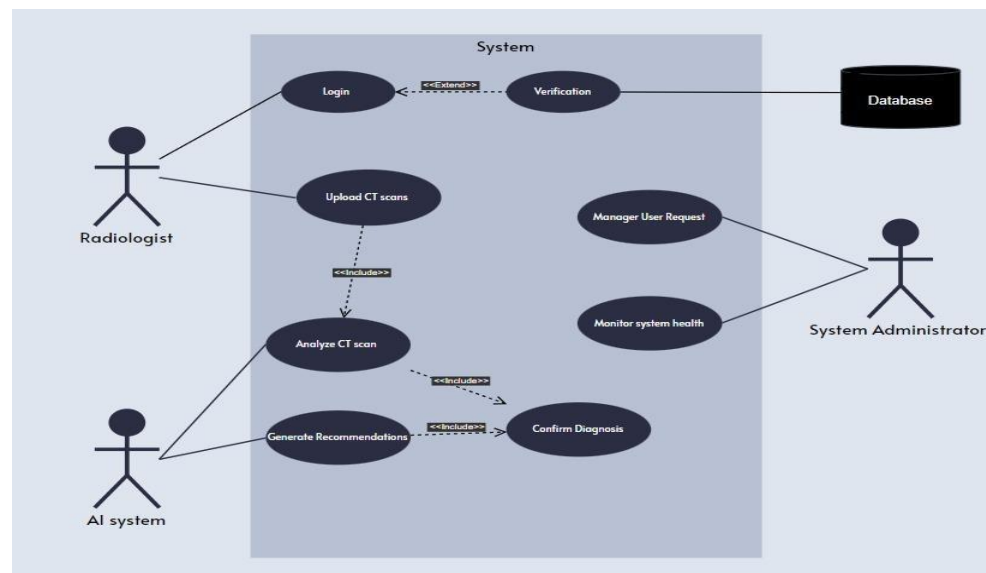 System
Login
<<Extend>>
Verification
Database
Radiologist
Upload CT scans
Manager User Request
<<Include>>
Monitor system health
System Administrator
Analyze CT scan
<<Include>>
Generate Recommendations
<<Include>>
Confirm Diagnosis
AI system